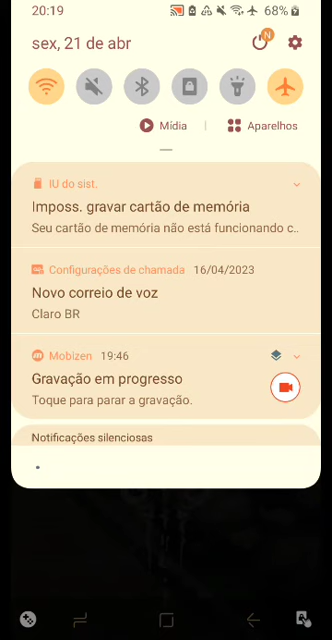 20:19 68%
sex, 21 de abr N
Mídia | Aparelhos
IU do sist.
Imposs. gravar cartão de memória
Seu cartão de memória não está funcionando c..
Configurações de chamada 16/04/2023
Novo correio de voz
Claro BR
Mobizen 19:46
Gravação em progresso
Toque para parar a gravação.
Notificações silenciosas